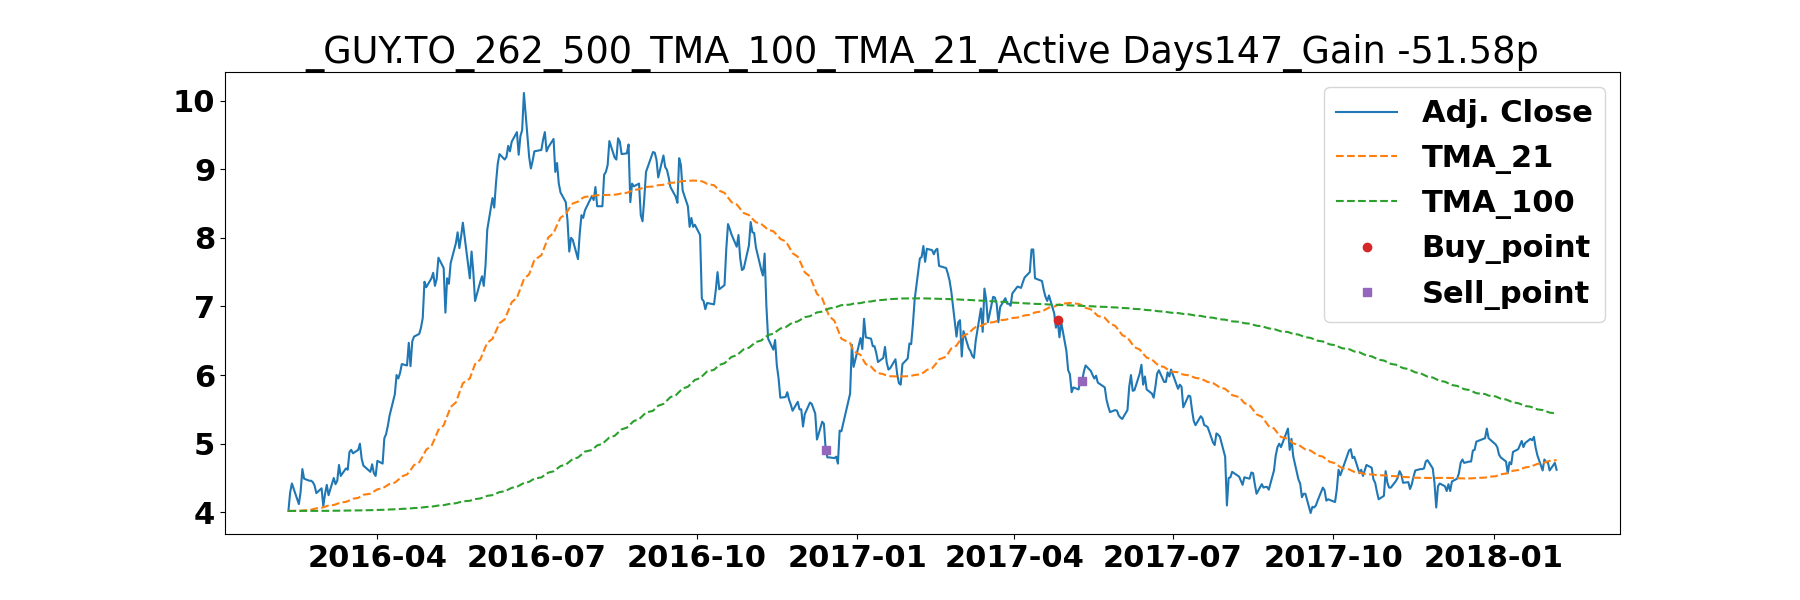 _GUY.TO_262_500_TMA_100_TMA_21_Active Days147_Gain -51.58p
10
9
8
7
6
5
4
Adj. Close
TMA_21
TMA_100
Buy_point
Sell_point
2016-04 2016-07 2016-10 2017-01 2017-04 2017-07 2017-10 2018-01